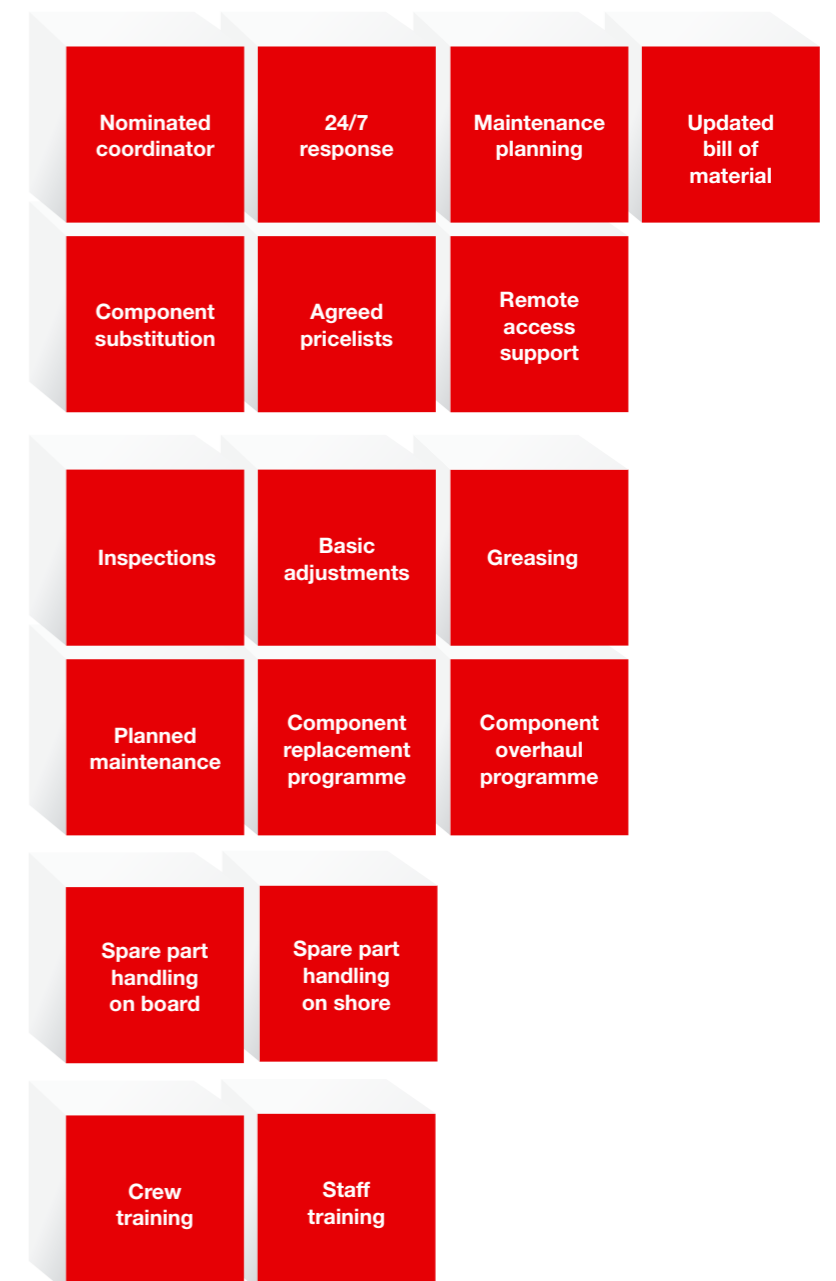 Nominated
coordinator
24/7
response
Maintenance
planning
Updated
bill of
material
Component
substitution
Agreed
pricelists
Remote
access
support
Inspections
Basic
adjustments
Greasing
Planned
maintenance
Component
replacement
programme
Component
overhaul
programme
Spare part
handling
on board
Spare part
handling
on shore
Crew
training
Staff
training